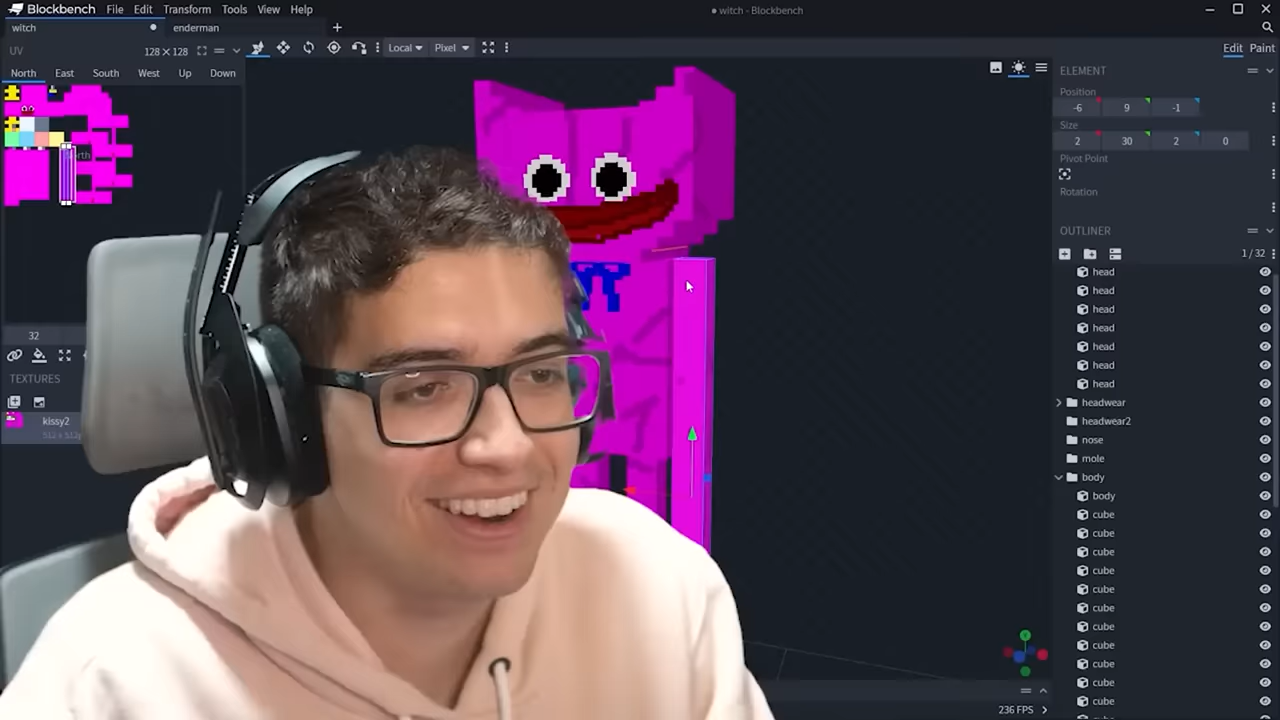 Blockbench File Edit Transform Tools View Help witch - Blockbench
witch enderman
UV 128 × 128 Local Pixel Edit Paint
North East South West Up Down
ELEMENT
Position
-6 9 -1
Size
2 30 2 0
Pivot Point
Rotation
OUTLINER
1 / 32
head
head
head
head
head
head
head
headwear
headwear2
nose
mole
body
body
cube
cube
cube
cube
cube
cube
cube
cube
cube
cube
cube
32
TEXTURES
kissy2
236 FPS